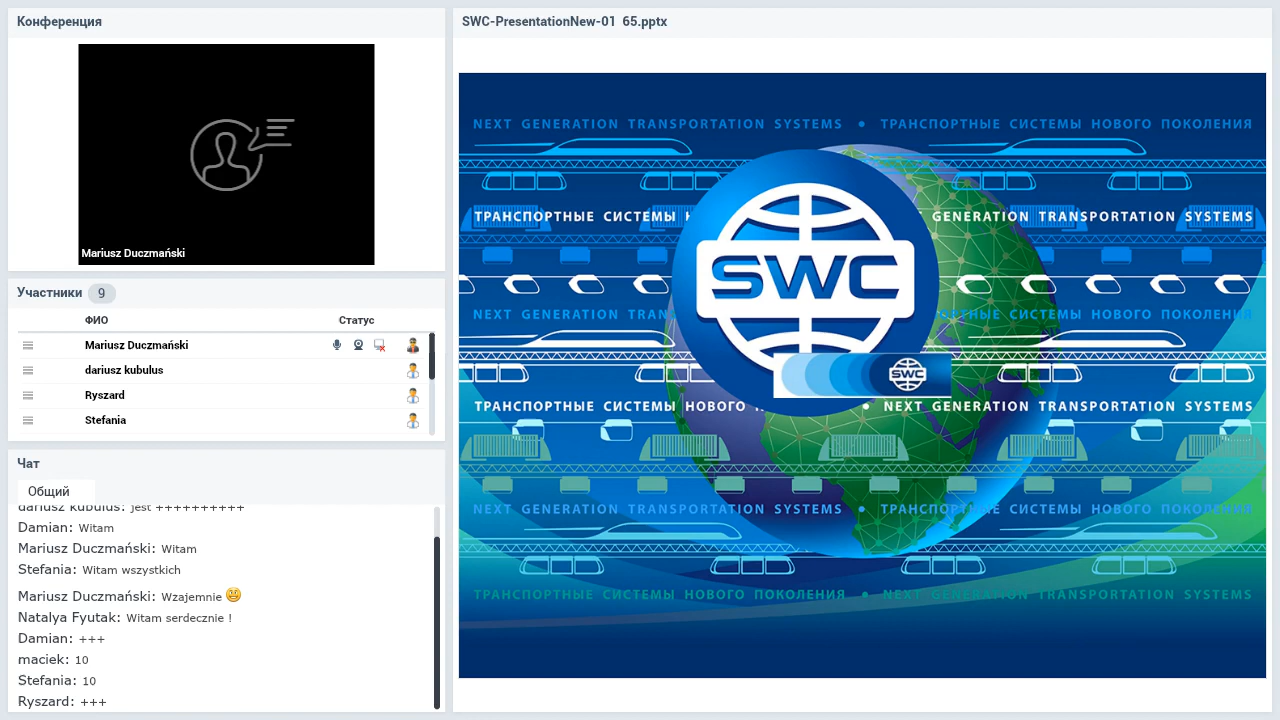 Конференция
Mariusz Duczmański
Участники 9
ФИО Статус
Mariusz Duczmański
dariusz kubulus
Ryszard
Stefania
Чат
Общий
dariusz kubulus: jest ++++++++++
Damian: Witam
Mariusz Duczmański: Witam
Stefania: Witam wszystkich
Mariusz Duczmański: Wzajemnie
Natalya Fyutak: Witam serdecznie !
Damian: +++
maciek: 10
Stefania: 10
Ryszard: +++
SWC-PresentationNew-01 65.pptx
NEXT GENERATION TRANSPORTATION SYSTEMS • ТРАНСПОРТНЫЕ СИСТЕМЫ НОВОГО ПОКОЛЕНИЯ
ТРАНСПОРТНЫЕ СИСТЕМЫ GENERATION TRANSPORTATION SYSTEMS
SWC
NEXT GENERATION TRAN СИСТЕМЫ НОВОГО ПОКОЛЕНИЯ
SWC
ТРАНСПОРТНЫЕ СИСТЕМЫ НОВОГО • NEXT GENERATION TRANSPORTATION SYSTEMS
NEXT GENERATION TRANSPORTATION SYSTEMS • ТРАНСПОРТНЫЕ СИСТЕМЫ НОВОГО ПОКОЛЕНИЯ
ТРАНСПОРТНЫЕ СИСТЕМЫ НОВОГО ПОКОЛЕНИЯ • NEXT GENERATION TRANSPORTATION SYSTEMS